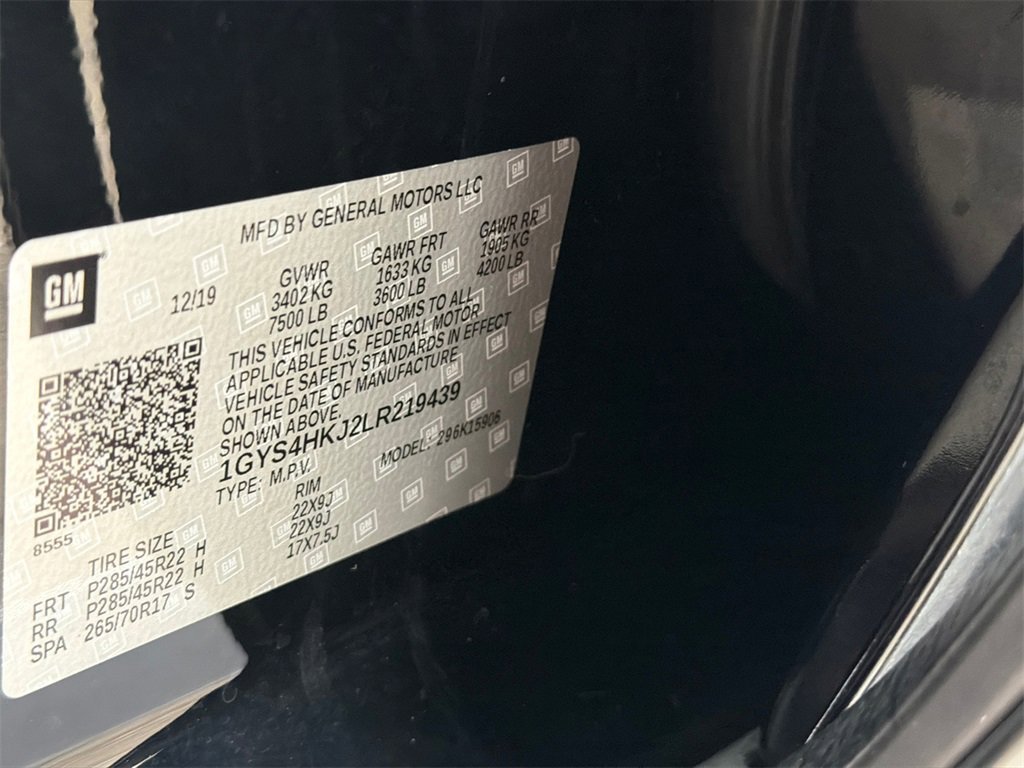 MFD BY GENERAL MOTORS LLC
GM
12/19
GVWR GAWR FRT GAWR RR
3402 KG 1633 KG 1905 KG
7500 LB 3600 LB 4200 LB
THIS VEHICLE CONFORMS TO ALL
APPLICABLE U.S. FEDERAL MOTOR
VEHICLE SAFETY STANDARDS IN EFFECT
ON THE DATE OF MANUFACTURE
SHOWN ABOVE.
1GYS4HKJ2LR219439
TYPE: M.P.V. MODEL: 296K15906
8555
TIRE SIZE RIM
FRT P285/45R22 H 22X9J
RR P285/45R22 H 22X9J
SPA 265/70R17 S 17X7.5J